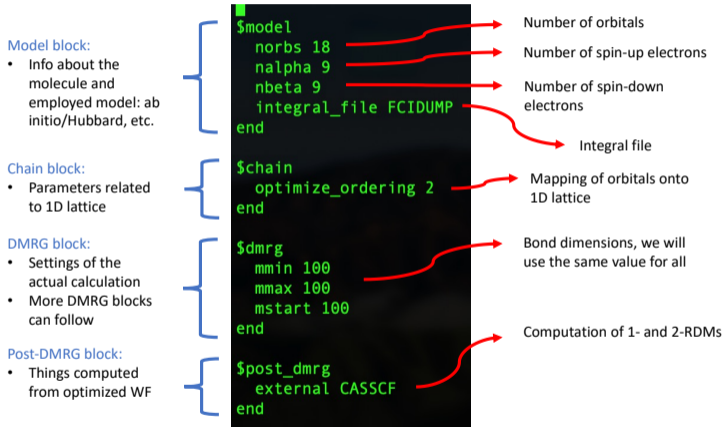 Model block:
• Info about the
molecule and
employed model: ab
initio/Hubbard, etc.
Chain block:
• Parameters related
to 1D lattice
DMRG block:
• Settings of the
actual calculation
• More DMRG blocks
can follow
Post-DMRG block:
• Things computed
from optimized WF
$model
norbs 18
nalpha 9
nbeta 9
integral_file FCIDUMP
end
$chain
optimize_ordering 2
end
$dmrg
mmin 100
mmax 100
mstart 100
end
$post_dmrg
external CASSCF
end
Number of orbitals
Number of spin-up electrons
Number of spin-down
electrons
Integral file
Mapping of orbitals onto
1D lattice
Bond dimensions, we will
use the same value for all
Computation of 1- and 2-RDMs